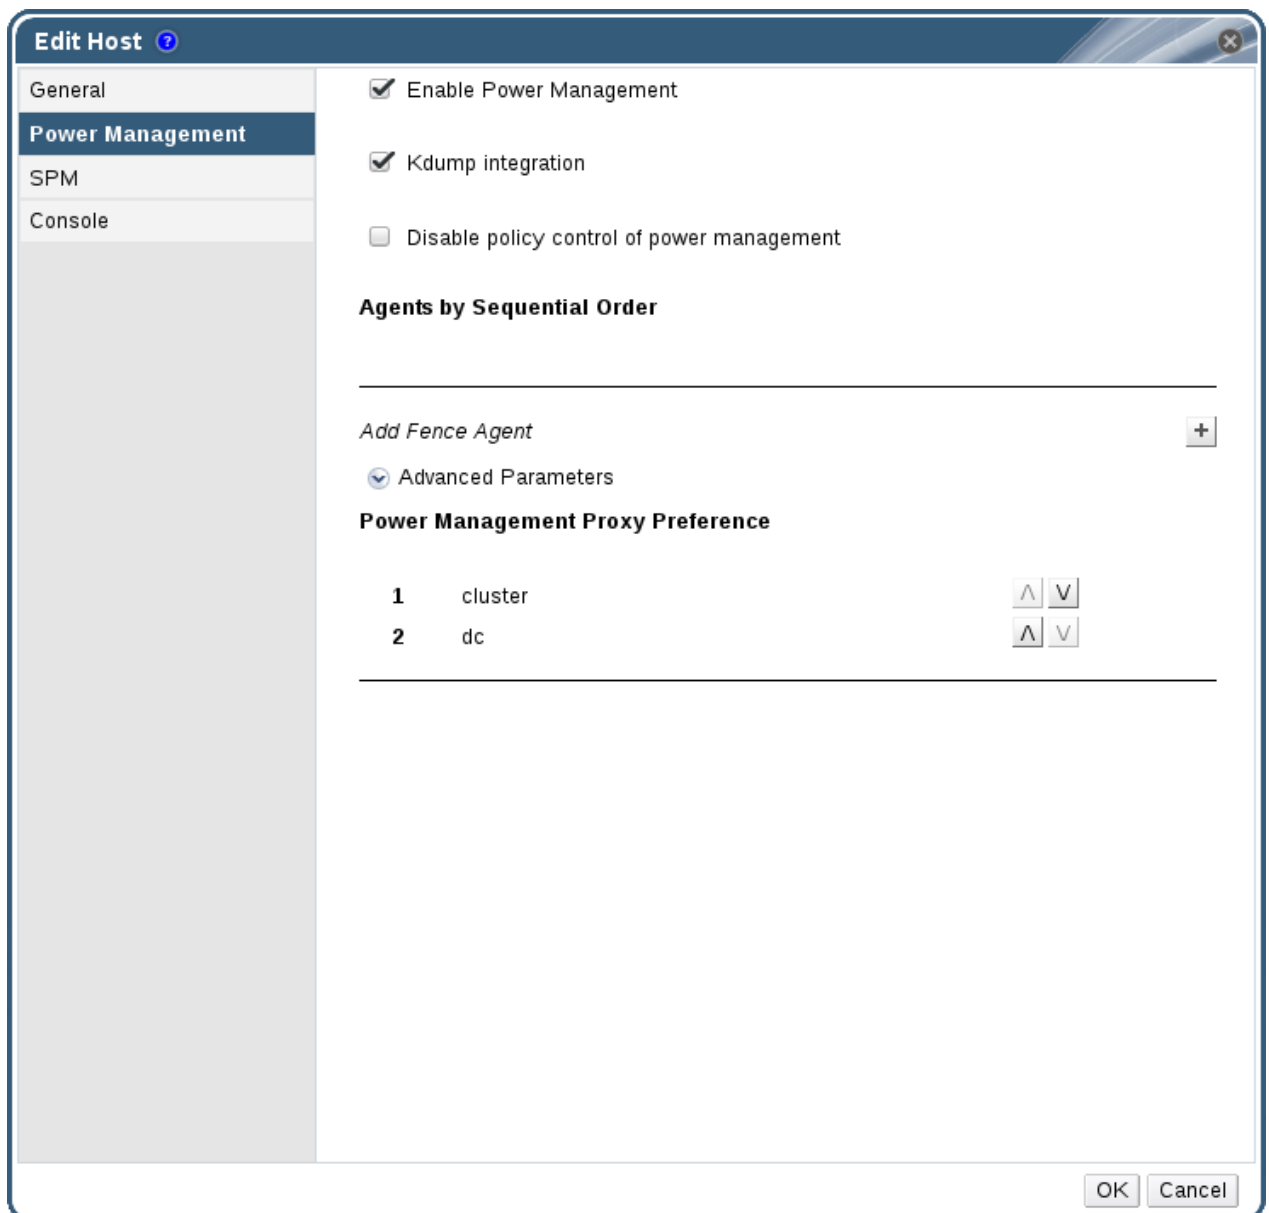 Edit Host ?
General
Power Management
SPM
Console
Enable Power Management
Kdump integration
Disable policy control of power management
Agents by Sequential Order
Add Fence Agent +
Advanced Parameters
Power Management Proxy Preference
1 cluster
2 dc
OK Cancel